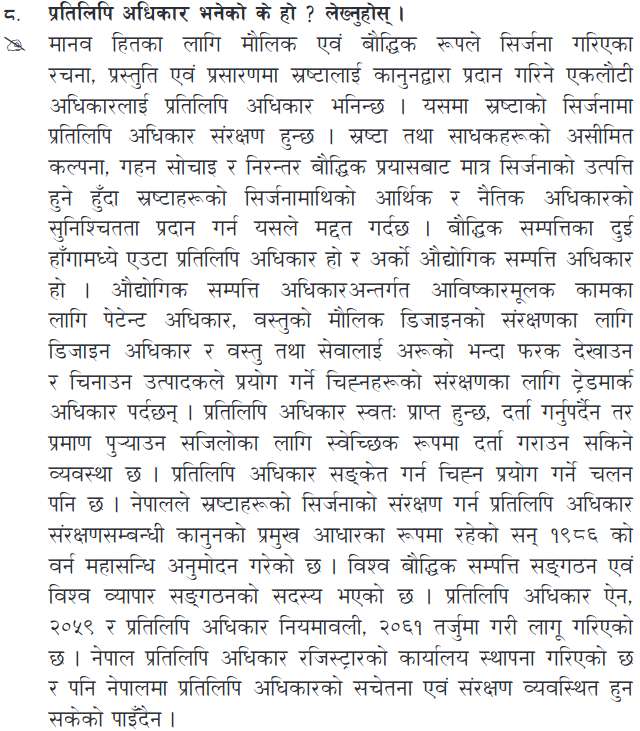 ८. प्रतिलिपि अधिकार भनेको के हो ? लेख्नुहोस् ।
मानव हितका लागि मौलिक एवं बौद्धिक रूपले सिर्जना गरिएका
रचना, प्रस्तुति एवं प्रसारणमा स्रष्टालाई कानुनद्वारा प्रदान गरिने एकलौटी
अधिकारलाई प्रतिलिपि अधिकार भनिन्छ । यसमा स्रष्टाको सिर्जनामा
प्रतिलिपि अधिकार संरक्षण हुन्छ । स्रष्टा तथा साधकहरूको असीमित
कल्पना, गहन सोचाइ र निरन्तर बौद्धिक प्रयासबाट मात्र सिर्जनाको उत्पत्ति
हुने हुँदा स्रष्टाहरूको सिर्जनामाथिको आर्थिक र नैतिक अधिकारको
सुनिश्चितता प्रदान गर्न यसले मद्दत गर्दछ । बौद्धिक सम्पत्तिका दुई
हाँगामध्ये एउटा प्रतिलिपि अधिकार हो र अर्को औद्योगिक सम्पत्ति अधिकार
हो । औद्योगिक सम्पत्ति अधिकारअन्तर्गत आविष्कारमूलक कामका
लागि पेटेन्ट अधिकार, वस्तुको मौलिक डिजाइनको संरक्षणका लागि
डिजाइन अधिकार र वस्तु तथा सेवालाई अरूको भन्दा फरक देखाउन
र चिनाउन उत्पादकले प्रयोग गर्ने चिह्नहरूको संरक्षणका लागि ट्रेडमार्क
अधिकार पर्दछन् । प्रतिलिपि अधिकार स्वतः प्राप्त हुन्छ, दर्ता गर्नुपर्दैन तर
प्रमाण पुऱ्याउन सजिलोका लागि स्वेच्छिक रूपमा दर्ता गराउन सकिने
व्यवस्था छ । प्रतिलिपि अधिकार सङ्केत गर्न चिह्न प्रयोग गर्ने चलन
पनि छ । नेपालले स्रष्टाहरूको सिर्जनाको संरक्षण गर्न प्रतिलिपि अधिकार
संरक्षणसम्बन्धी कानुनको प्रमुख आधारका रूपमा रहेको सन् १९८६ को
वर्न महासन्धि अनुमोदन गरेको छ । विश्व बौद्धिक सम्पत्ति सङ्गठन एवं
विश्व व्यापार सङ्गठनको सदस्य भएको छ । प्रतिलिपि अधिकार ऐन,
२०५९ र प्रतिलिपि अधिकार नियमावली, २०६१ तर्जुमा गरी लागू गरिएको
छ । नेपाल प्रतिलिपि अधिकार रजिस्ट्रारको कार्यालय स्थापना गरिएको छ
र पनि नेपालमा प्रतिलिपि अधिकारको सचेतना एवं संरक्षण व्यवस्थित हुन
सकेको पाइँदैन ।